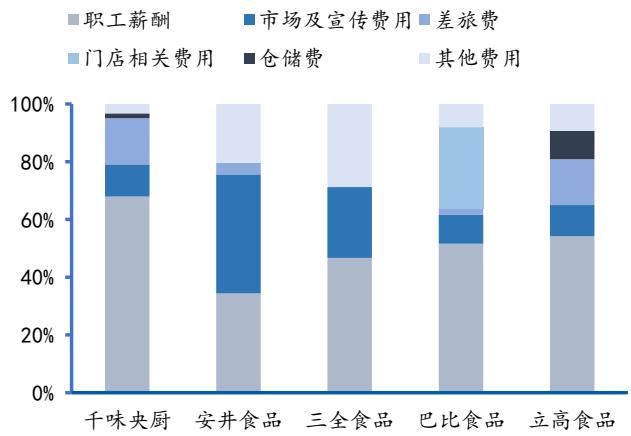 职工薪酬 市场及宣传费用 差旅费
门店相关费用 仓储费 其他费用
100%
80%
60%
40%
20%
0%
千味央厨 安井食品 三全食品 巴比食品 立高食品